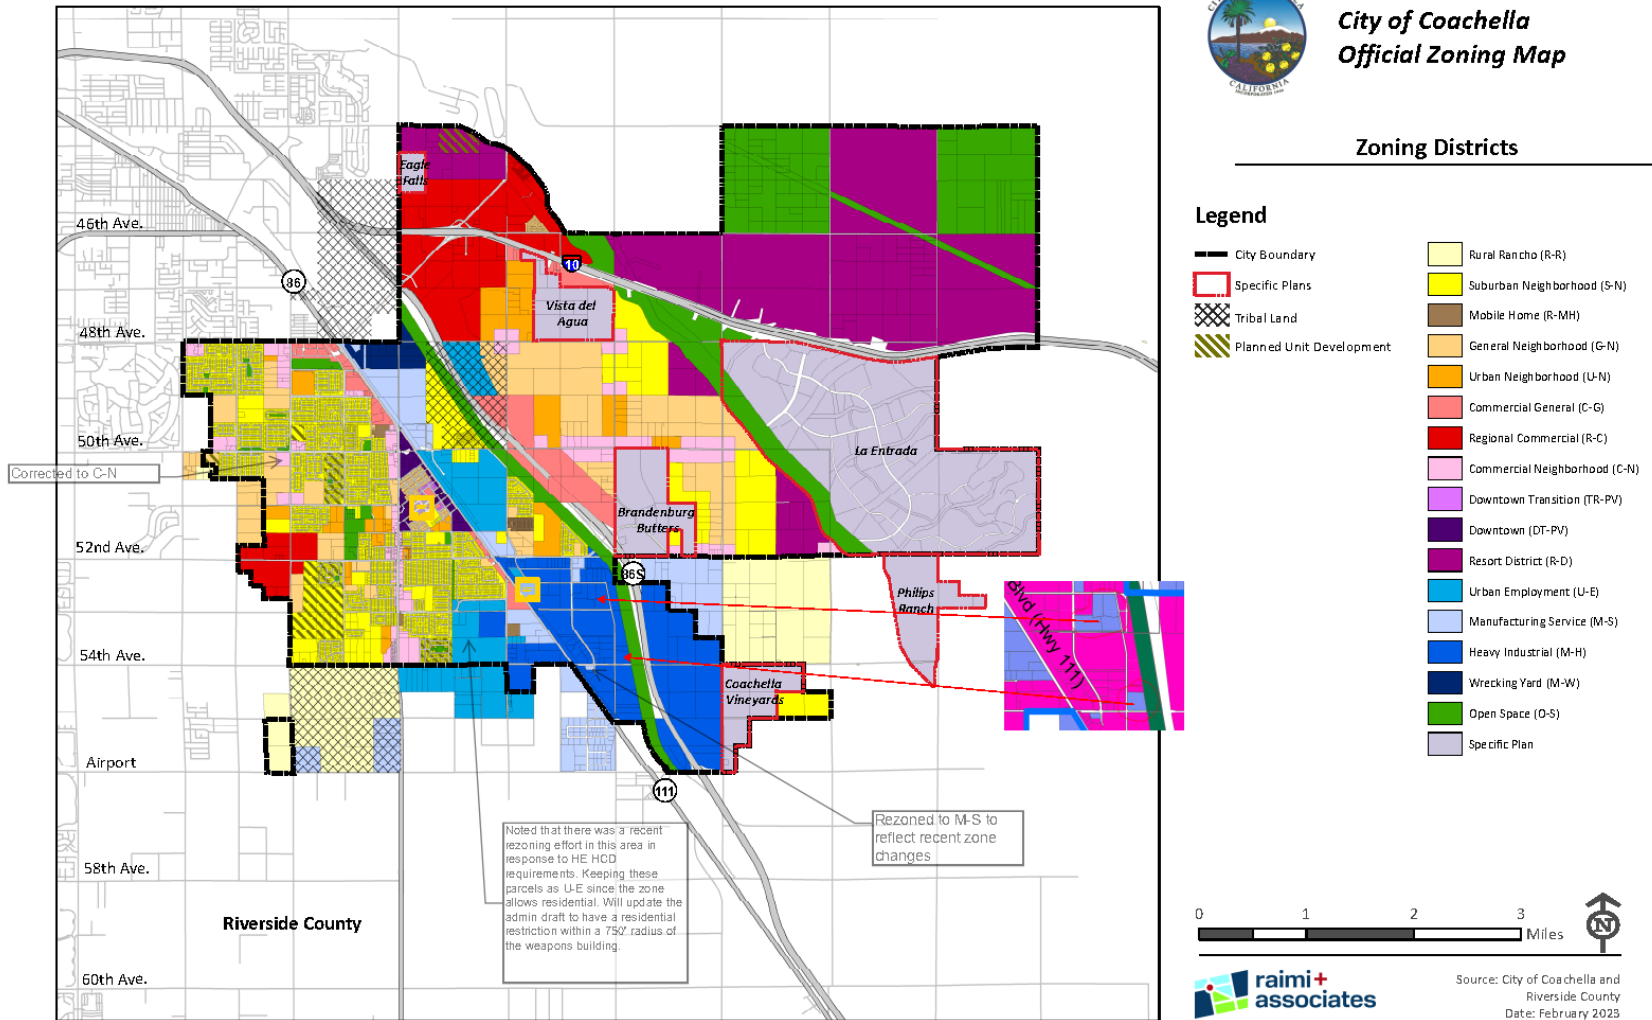 City of Coachella
Official Zoning Map
CALIFORNIA
Zoning Districts
Legend
City Boundary
Specific Plans
Tribal Land
Planned Unit Development
Rural Rancho (R-R)
Suburban Neighborhood (S-N)
Mobile Home (R-MH)
General Neighborhood (G-N)
Urban Neighborhood (U-N)
Commercial General (C-G)
Regional Commercial (R-C)
Commercial Neighborhood (C-N)
Downtown Transition (TR-PV)
Downtown (DT-PV)
Resort District (R-D)
Urban Employment (U-E)
Manufacturing Service (M-S)
Heavy Industrial (M-H)
Wrecking Yard (M-W)
Open Space (O-S)
Specific Plan
46th Ave.
48th Ave.
50th Ave.
52nd Ave.
54th Ave.
Airport
58th Ave.
60th Ave.
86
10
86S
111
Eagle
Falls
Vista del
Agua
La Entrada
Brandenburg
Butters
Philips
Ranch
Coachella
Vineyards
Riverside County
Corrected to C-N
Blvd (Hwy 111)
Noted that there was a recent
rezoning effort in this area in
response to HE HCD
requirements. Keeping these
parcels as U-E since the zone
allows residential. Will update the
admin draft to have a residential
restriction within a 750' radius of
the weapons building.
Rezoned to M-S to
reflect recent zone
changes
0 1 2 3
Miles
N
raimi+
associates
Source: City of Coachella and
Riverside County
Date: February 2023